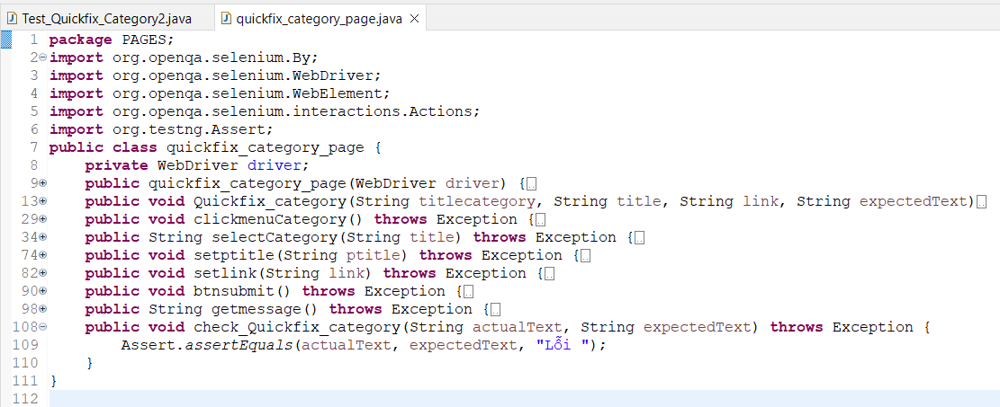 Test_Quickfix_Category2.java quickfix_category_page.java
1 package PAGES;
2 import org.openqa.selenium.By;
3 import org.openqa.selenium.WebDriver;
4 import org.openqa.selenium.WebElement;
5 import org.openqa.selenium.interactions.Actions;
6 import org.testng.Assert;
7 public class quickfix_category_page {
8     private WebDriver driver;
9     public quickfix_category_page(WebDriver driver) {
13     public void Quickfix_category(String titlecategory, String title, String link, String expectedText)
29     public void clickmenuCategory() throws Exception {
34     public String selectCategory(String title) throws Exception {
74     public void setptitle(String ptitle) throws Exception {
82     public void setlink(String link) throws Exception {
90     public void btnsubmit() throws Exception {
98     public String getmessage() throws Exception {
108     public void check_Quickfix_category(String actualText, String expectedText) throws Exception {
109         Assert.assertEquals(actualText, expectedText, "Lỗi ");
110     }
111 }
112